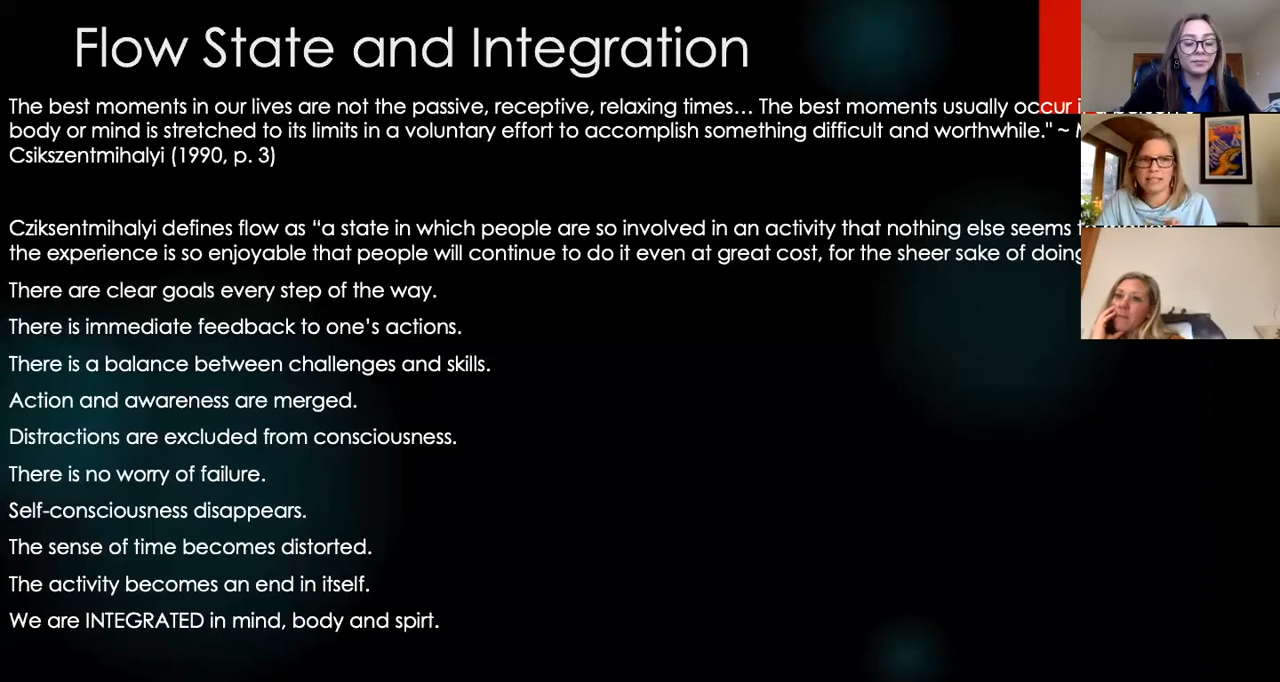 Flow State and Integration
The best moments in our lives are not the passive, receptive, relaxing times… The best moments usually occur
body or mind is stretched to its limits in a voluntary effort to accomplish something difficult and worthwhile." ~
Csikszentmihalyi (1990, p. 3)
Cziksentmihalyi defines flow as “a state in which people are so involved in an activity that nothing else seems
the experience is so enjoyable that people will continue to do it even at great cost, for the sheer sake of doing
There are clear goals every step of the way.
There is immediate feedback to one’s actions.
There is a balance between challenges and skills.
Action and awareness are merged.
Distractions are excluded from consciousness.
There is no worry of failure.
Self-consciousness disappears.
The sense of time becomes distorted.
The activity becomes an end in itself.
We are INTEGRATED in mind, body and spirt.